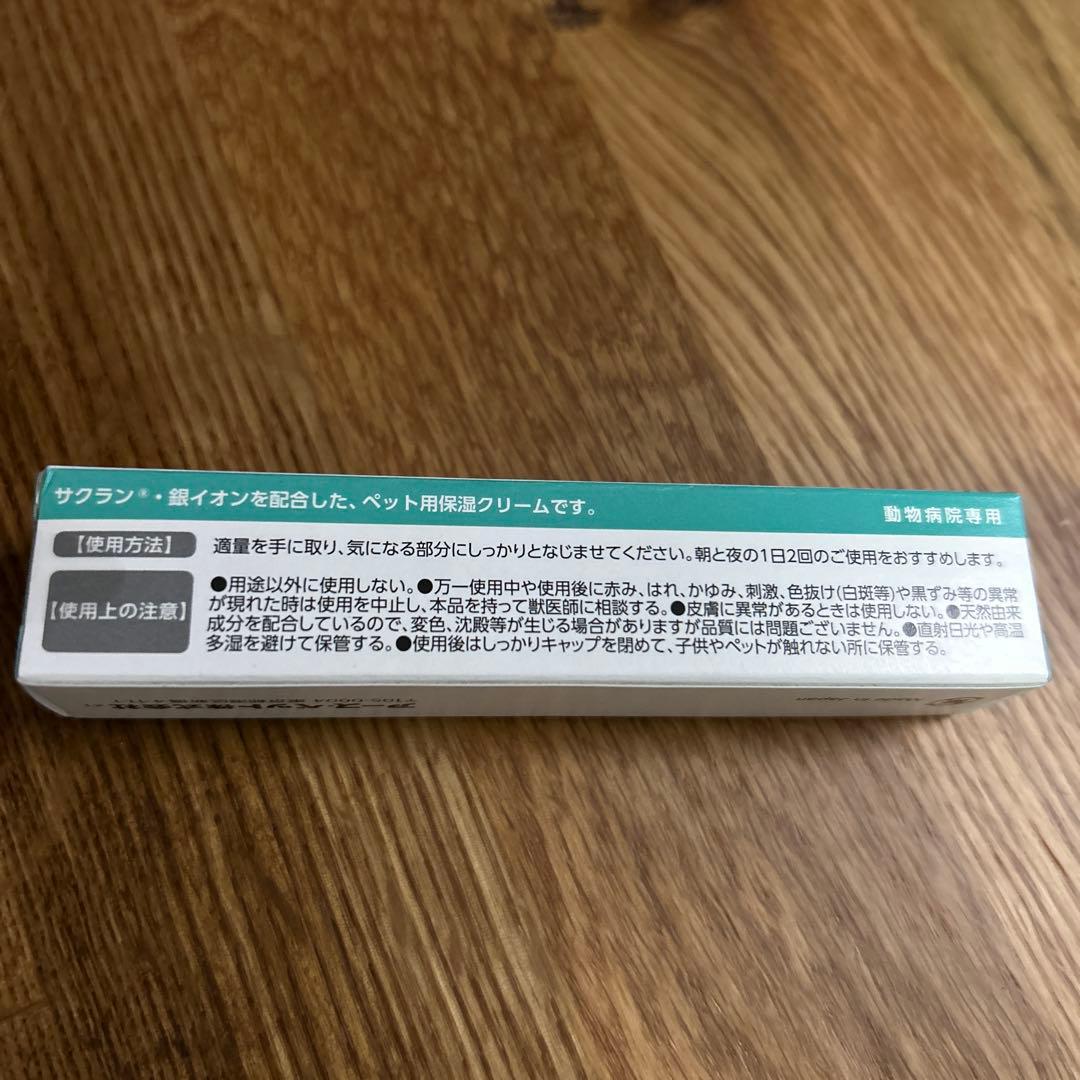 サクラン®・銀イオンを配合した、ペット用保湿クリームです。
動物病院専用
【使用方法】
適量を手に取り、気になる部分にしっかりとなじませてください。朝と夜の1日2回のご使用をおすすめします。
【使用上の注意】
●用途以外に使用しない。●万一使用中や使用後に赤み、はれ、かゆみ、刺激、色抜け(白斑等)や黒ずみ等の異常
が現れた時は使用を中止し、本品を持って獣医師に相談する。●皮膚に異常があるときは使用しない。●天然由来
成分を配合しているので、変色、沈殿等が生じる場合がありますが品質には問題ございません。●直射日光や高温
多湿を避けて保管する。●使用後はしっかりキャップを閉めて、子供やペットが触れない所に保管する。
アース・ペット株式会社
Made in Japan